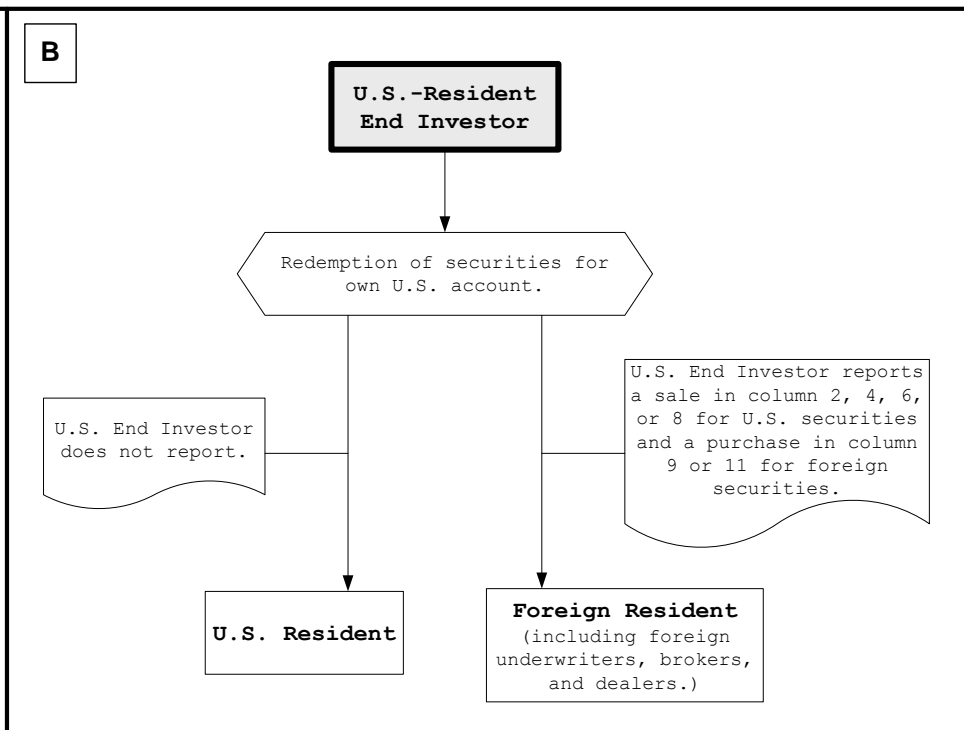 B
U.S.-Resident
End Investor
Redemption of securities for
own U.S. account.
U.S. End Investor
does not report.
U.S. End Investor reports
a sale in column 2, 4, 6,
or 8 for U.S. securities
and a purchase in column
9 or 11 for foreign
securities.
U.S. Resident
Foreign Resident
(including foreign
underwriters, brokers,
and dealers.)